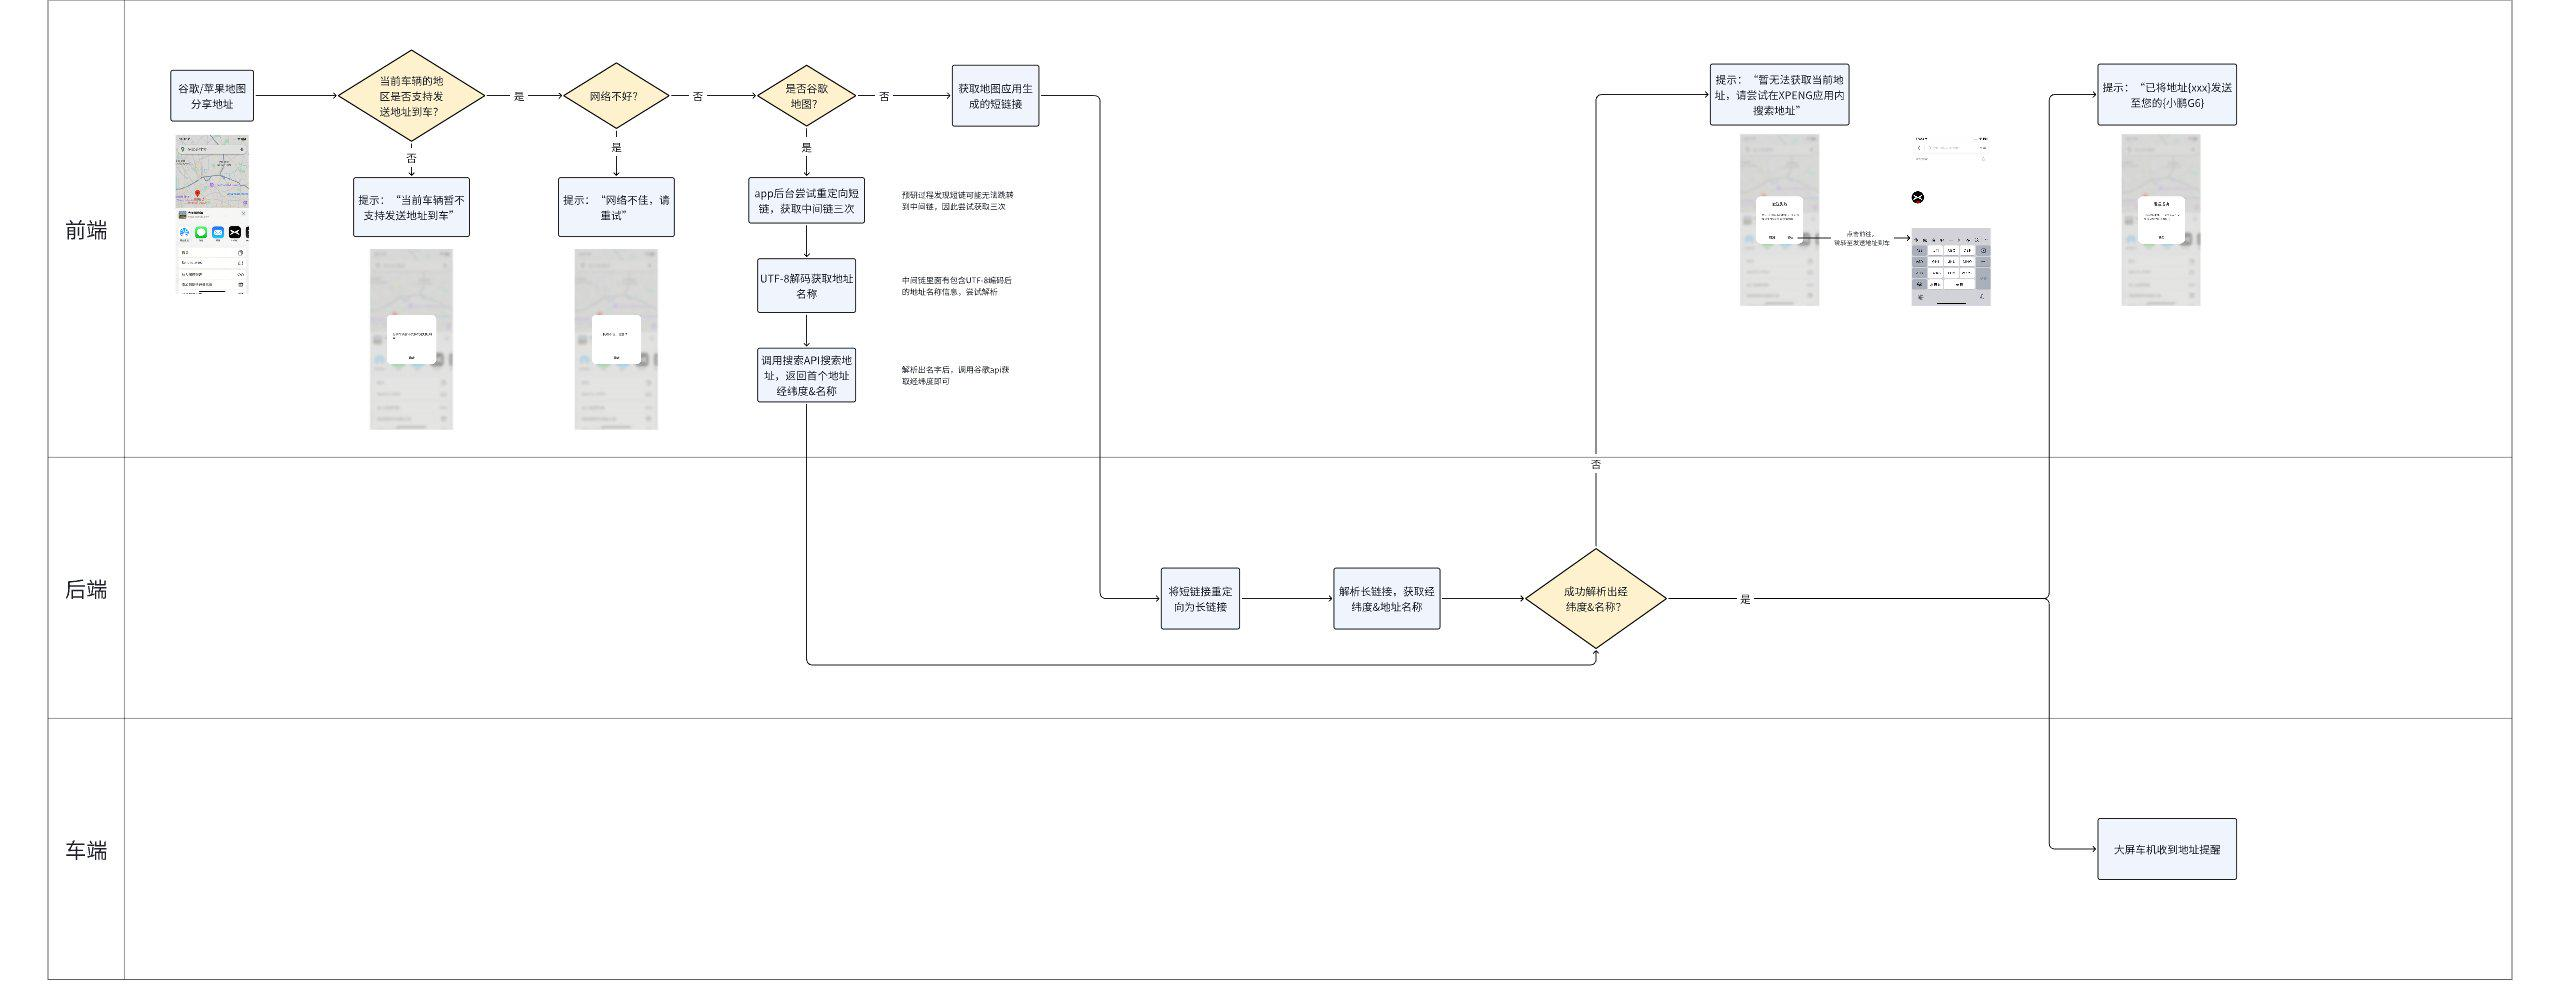 前端
谷歌/苹果地图
分享地址
当前车辆的地
区是否支持发
送地址到车？
是
否
提示：“当前车辆暂不
支持发送地址到车”
网络不好？
否
是
提示：“网络不佳，请
重试”
是否谷歌
地图？
否
是
获取地图应用生
成的短链接
app后台尝试重定向短
链，获取中间链三次
预研过程发现短链可能无法跳转
到中间链，因此尝试获取三次
UTF-8解码获取地址
名称
中间链里面有包含UTF-8编码后
的地址名称信息，尝试解析
调用搜索API搜索地
址，返回首个地址
经纬度&名称
解析出名字后，调用谷歌api获
取经纬度即可
提示：“暂无法获取当前地
址，请尝试在XPENG应用内
搜索地址”
点击前往，
跳转至发送地址到车
提示：“已将地址{xxx}发送
至您的{小鹏G6}
否
后端
将短链接重定
向为长链接
解析长链接，获取经
纬度&地址名称
成功解析出经
纬度&名称？
是
车端
大屏车机收到地址提醒